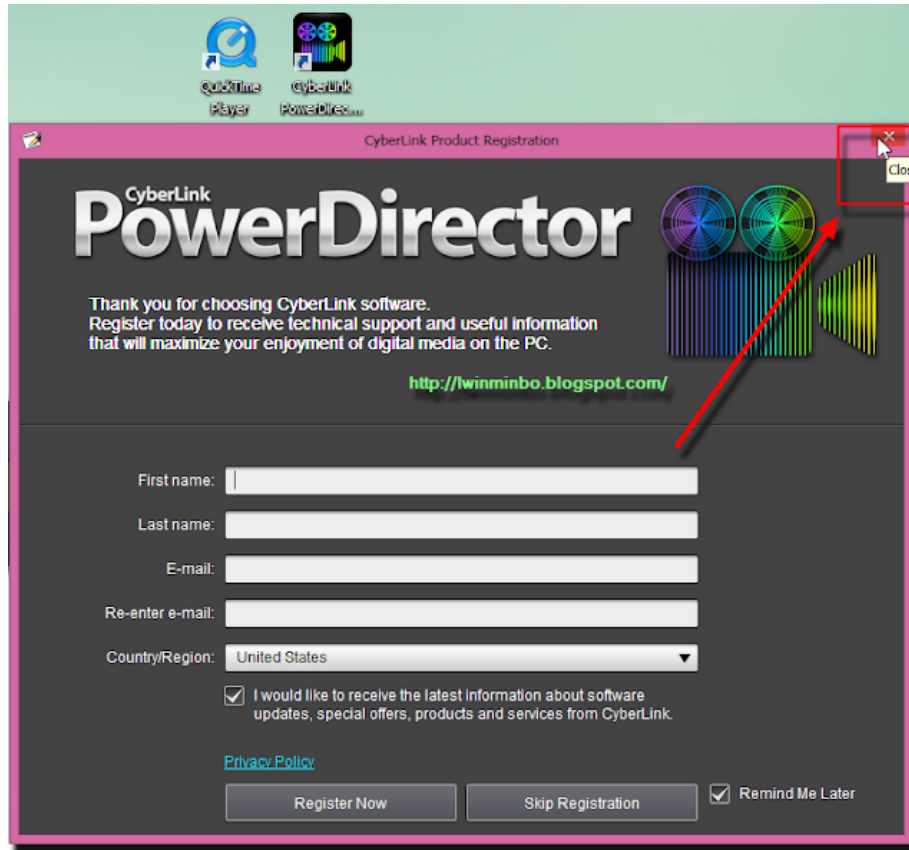 QuickTime
Player
CyberLink
PowerDirec...
CyberLink Product Registration
Clos
CyberLink
PowerDirector
Thank you for choosing CyberLink software.
Register today to receive technical support and useful information
that will maximize your enjoyment of digital media on the PC.
http://lwinminbo.blogspot.com/
First name:
Last name:
E-mail:
Re-enter e-mail:
Country/Region:
United States
I would like to receive the latest information about software
updates, special offers, products and services from CyberLink.
Privacy Policy
Register Now
Skip Registration
Remind Me Later